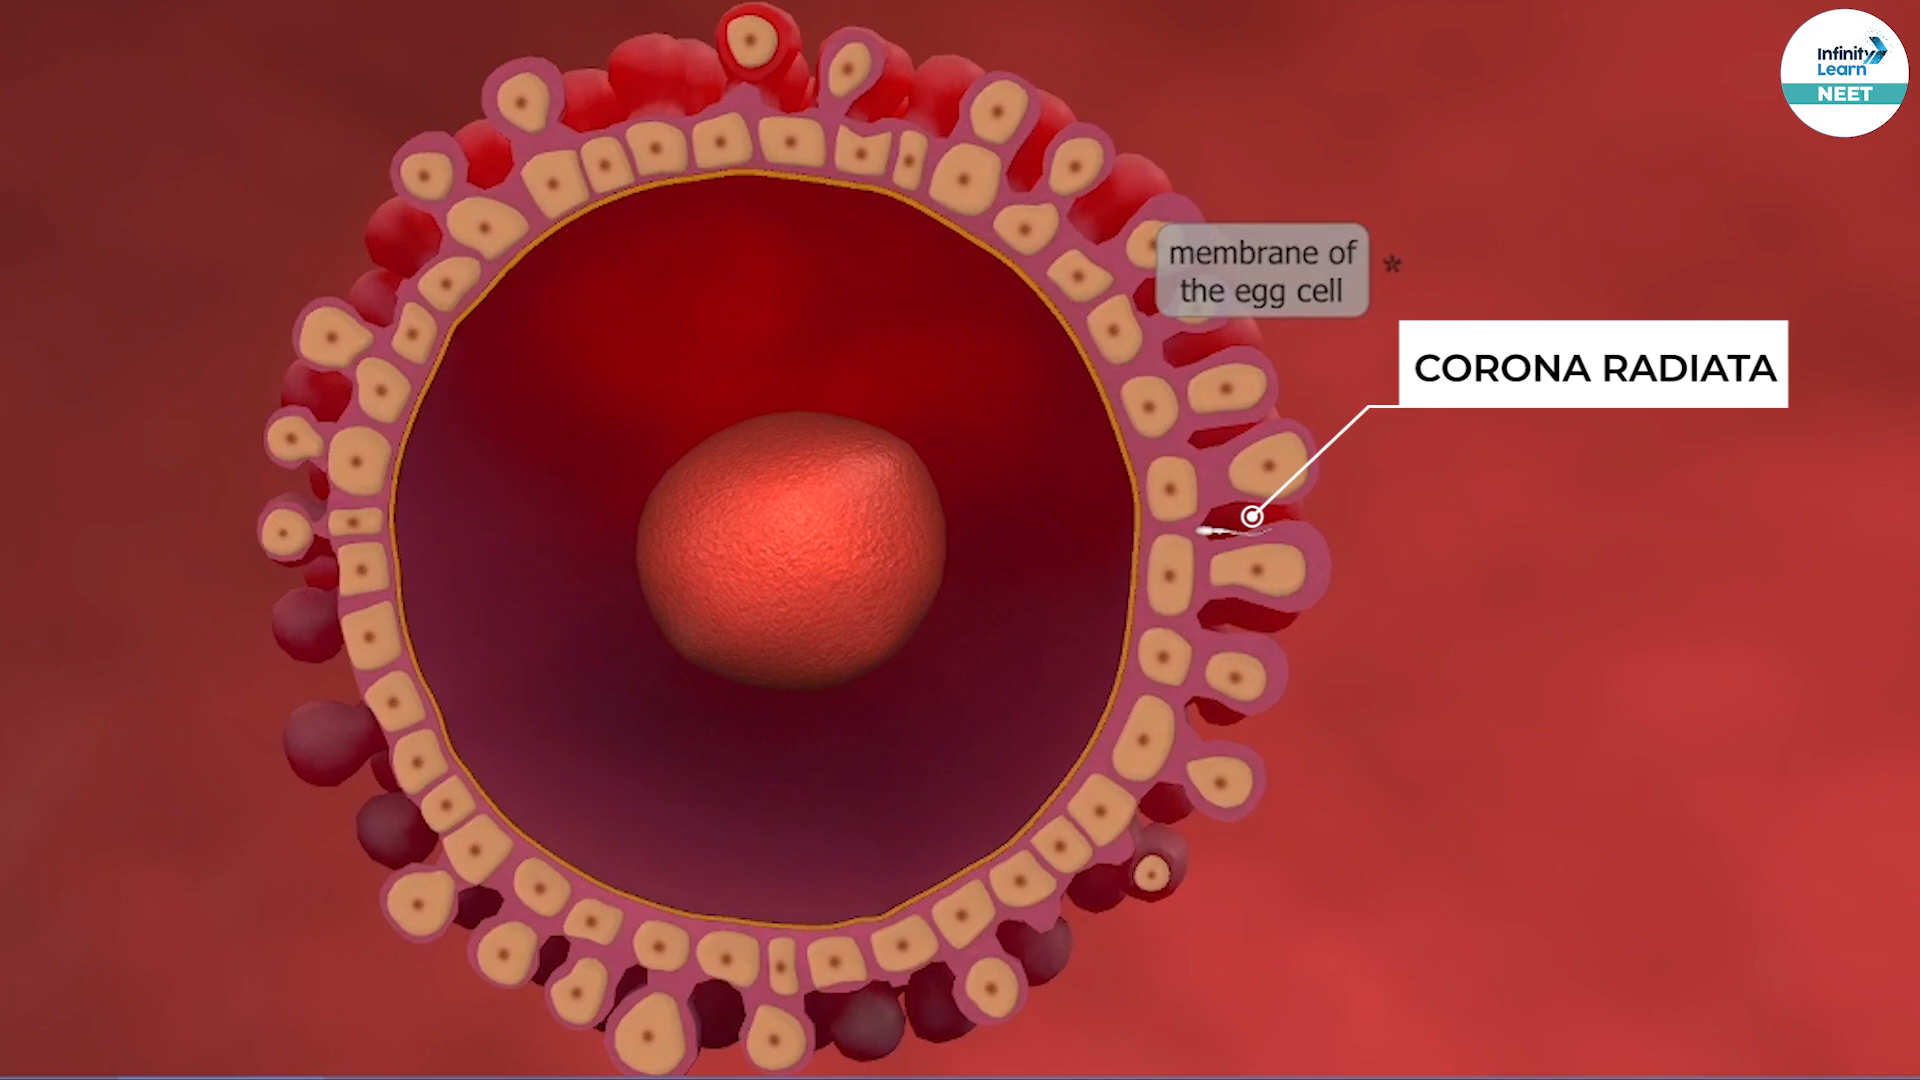 Infinity
Learn
NEET
membrane of
the egg cell
*
CORONA RADIATA